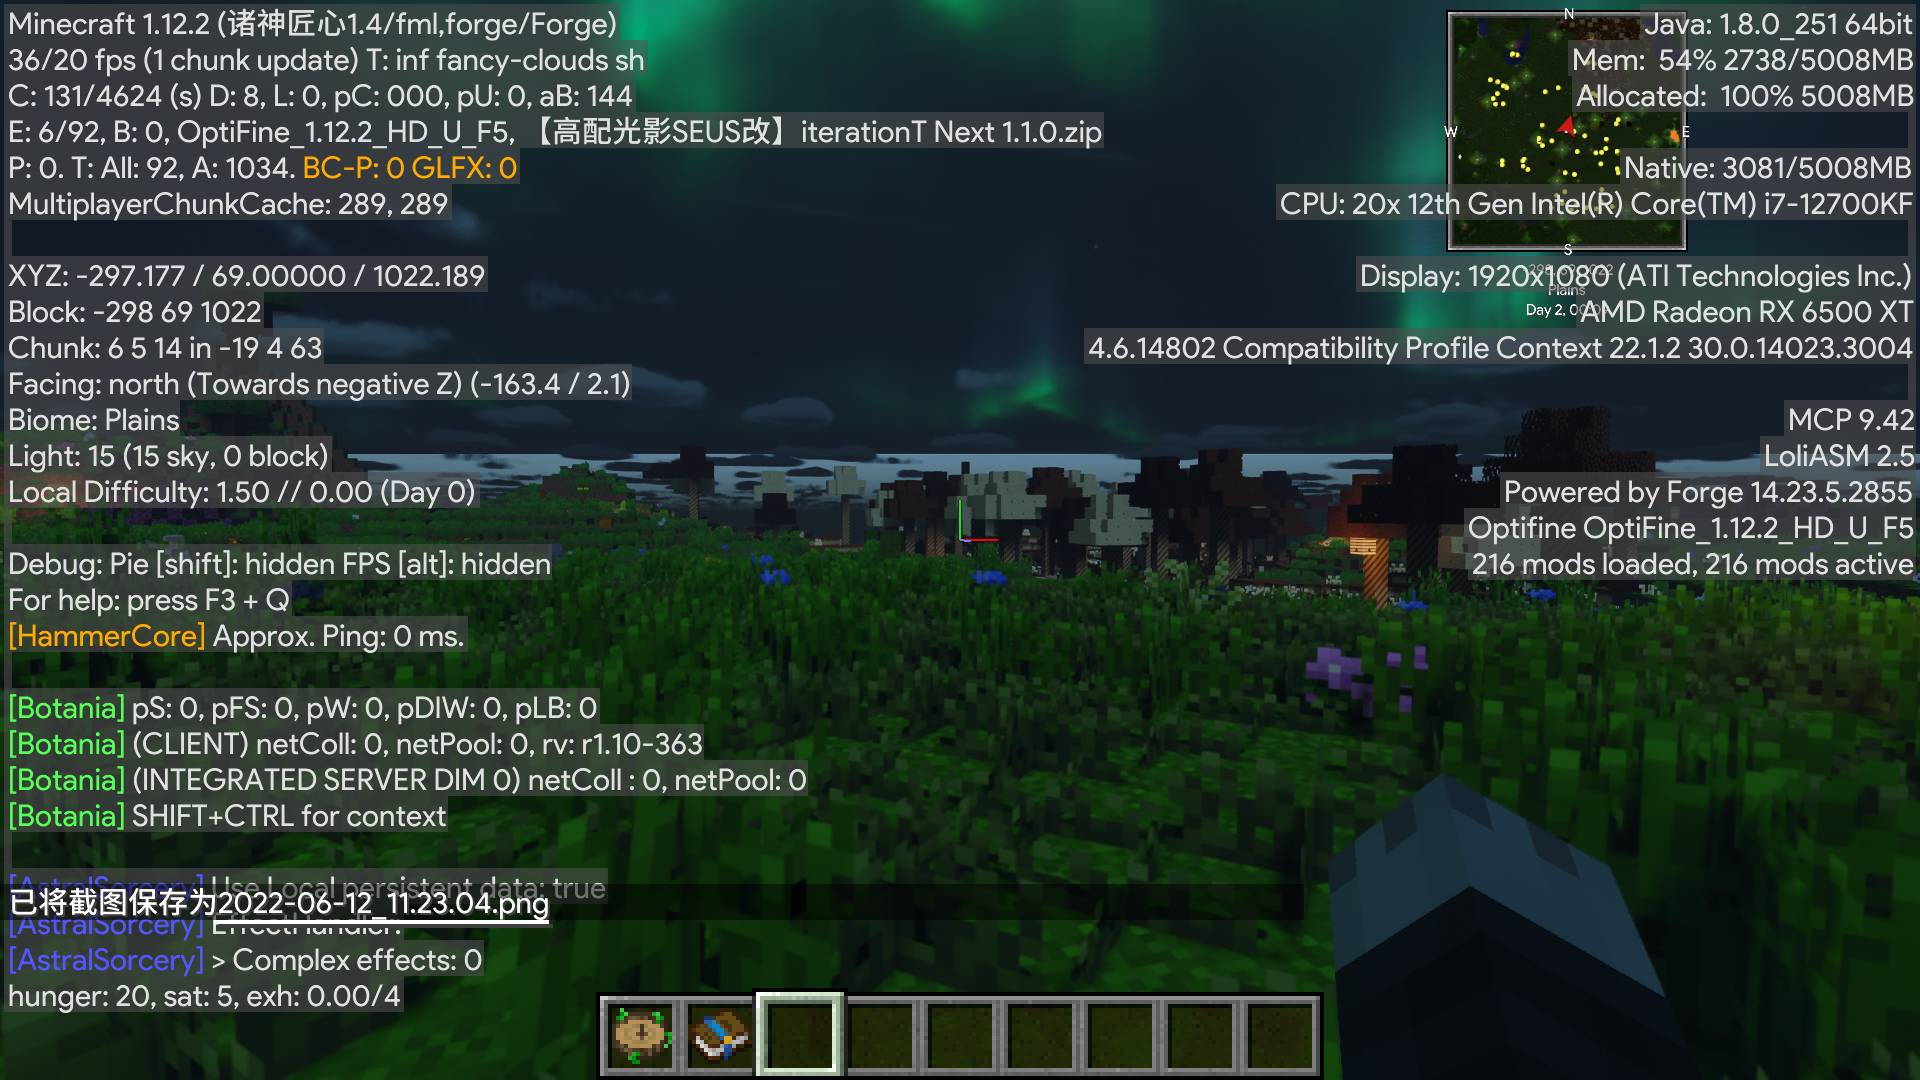 Minecraft 1.12.2 (诸神匠心1.4/fml,forge/Forge)
36/20 fps (1 chunk update) T: inf fancy-clouds sh
C: 131/4624 (s) D: 8, L: 0, pC: 000, pU: 0, aB: 144
E: 6/92, B: 0, OptiFine_1.12.2_HD_U_F5, 【高配光影SEUS改】iterationT Next 1.1.0.zip
P: 0. T: All: 92, A: 1034. BC-P: 0 GLFX: 0
MultiplayerChunkCache: 289, 289
XYZ: -297.177 / 69.00000 / 1022.189
Block: -298 69 1022
Chunk: 6 5 14 in -19 4 63
Facing: north (Towards negative Z) (-163.4 / 2.1)
Biome: Plains
Light: 15 (15 sky, 0 block)
Local Difficulty: 1.50 // 0.00 (Day 0)
Debug: Pie [shift]: hidden FPS [alt]: hidden
For help: press F3 + Q
[HammerCore] Approx. Ping: 0 ms.
[Botania] pS: 0, pFS: 0, pW: 0, pDIW: 0, pLB: 0
[Botania] (CLIENT) netColl: 0, netPool: 0, rv: r1.10-363
[Botania] (INTEGRATED SERVER DIM 0) netColl : 0, netPool: 0
[Botania] SHIFT+CTRL for context
[AstralSorcery] Use Local persistent data: true
已将截图保存为2022-06-12_11.23.04.png
[AstralSorcery] EffectHandler:
[AstralSorcery] > Complex effects: 0
hunger: 20, sat: 5, exh: 0.00/4
N
W
E
S
Plains
Day 2,
Java: 1.8.0_251 64bit
Mem: 54% 2738/5008MB
Allocated: 100% 5008MB
Native: 3081/5008MB
CPU: 20x 12th Gen Intel(R) Core(TM) i7-12700KF
Display: 1920x1080 (ATI Technologies Inc.)
AMD Radeon RX 6500 XT
4.6.14802 Compatibility Profile Context 22.1.2 30.0.14023.3004
MCP 9.42
LoliASM 2.5
Powered by Forge 14.23.5.2855
Optifine OptiFine_1.12.2_HD_U_F5
216 mods loaded, 216 mods active